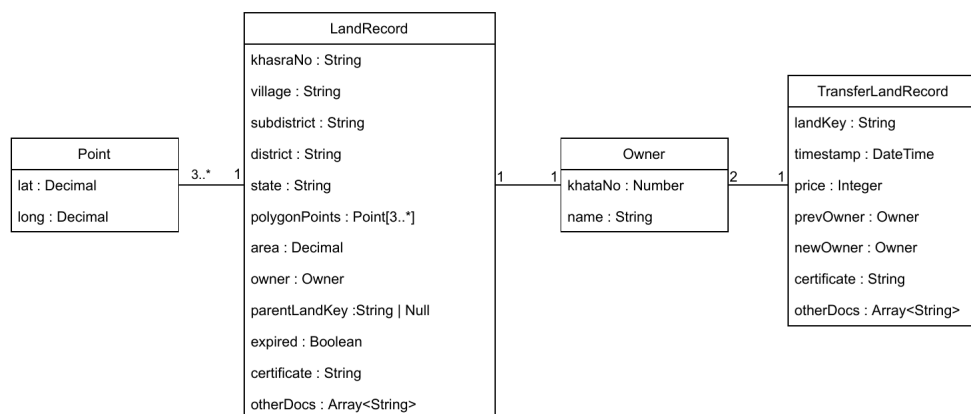 LandRecord
khasraNo : String
village : String
subdistrict : String
district : String
state : String
polygonPoints : Point[3..*]
area : Decimal
owner : Owner
parentLandKey :String | Null
expired : Boolean
certificate : String
otherDocs : Array<String>
Point
lat : Decimal
long : Decimal
3..*
1
1
1
Owner
khataNo : Number
name : String
2
1
TransferLandRecord
landKey : String
timestamp : DateTime
price : Integer
prevOwner : Owner
newOwner : Owner
certificate : String
otherDocs : Array<String>